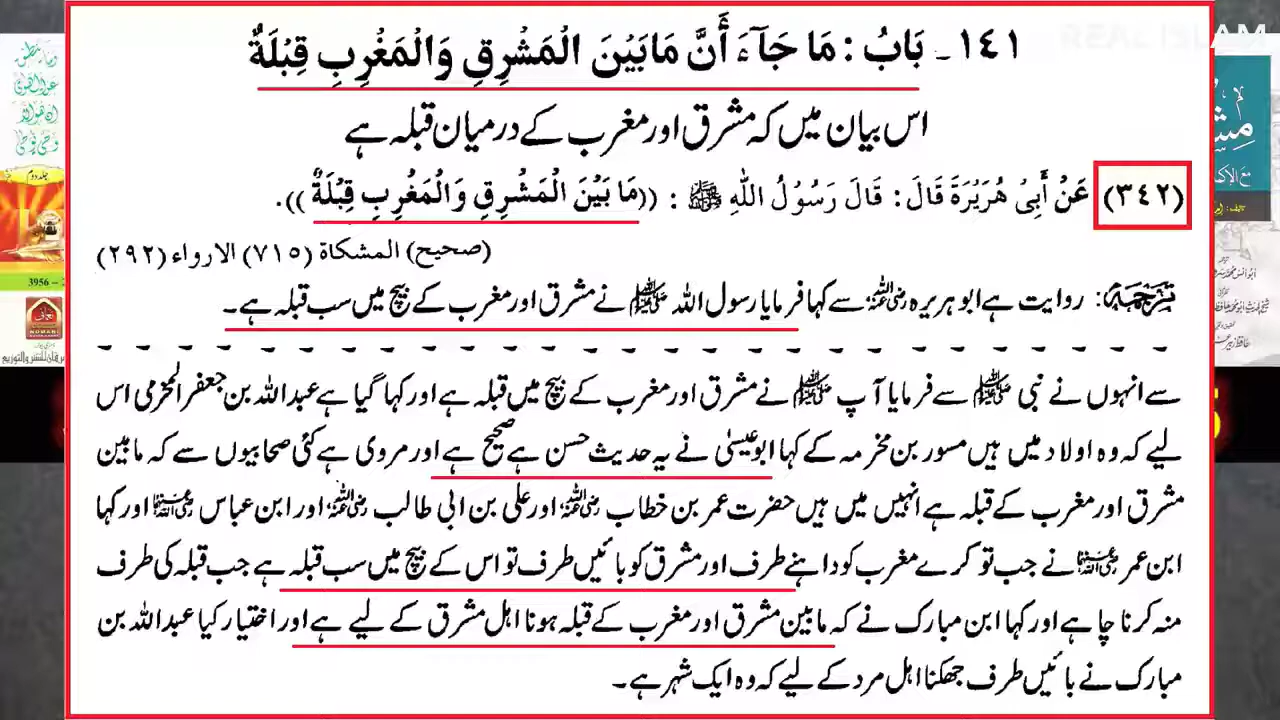 REAL ISLAM
١٤١۔ بَابُ : مَا جَآءَ أَنَّ مَا بَيْنَ الْمَشْرِقِ وَالْمَغْرِبِ قِبْلَةٌ
اس بیان میں کہ مشرق اور مغرب کے درمیان قبلہ ہے
(٣٤٢) عَنْ أَبِيْ هُرَيْرَةَ قَالَ: قَالَ رَسُوْلُ اللّٰهِ ﷺ : ((مَا بَيْنَ الْمَشْرِقِ وَالْمَغْرِبِ قِبْلَةٌ)).
(صحيح) المشكاة (٧١٥) الارواء (٢٩٢)
ترجمہ: روایت ہے ابو ہریرہ رضی اللہ عنہ سے کہا فرمایا رسول اللہ ﷺ نے مشرق اور مغرب کے بیچ میں سب قبلہ ہے۔
سے انہوں نے نبی ﷺ سے فرمایا آپ ﷺ نے مشرق اور مغرب کے بیچ میں قبلہ ہے اور کہا گیا ہے عبداللہ بن جعفر المخرمی اس
لیے کہ وہ اولاد میں ہیں مسور بن مخرمہ کے کہا ابوعیسیٰ نے یہ حدیث حسن ہے صحیح ہے اور مروی ہے کئی صحابیوں سے کہ مابین
مشرق اور مغرب کے قبلہ ہے انہیں میں ہیں حضرت عمر بن خطاب رضی اللہ عنہ اور علی بن ابی طالب رضی اللہ عنہ اور ابن عباس رضی اللہ عنہما اور کہا
ابن عمر رضی اللہ عنہما نے جب تو کرے مغرب کو داہنے طرف اور مشرق کو بائیں طرف تو اس کے بیچ میں سب قبلہ ہے جب قبلہ کی طرف
منہ کرنا چاہے اور کہا ابن مبارک نے کہ مابین مشرق اور مغرب کے قبلہ ہونا اہل مشرق کے لیے ہے اور اختیار کیا عبداللہ بن
مبارک نے بائیں طرف جھکنا اہل مرد کے لیے کہ وہ ایک شہر ہے۔
جلد دوم
3956
NOMANI